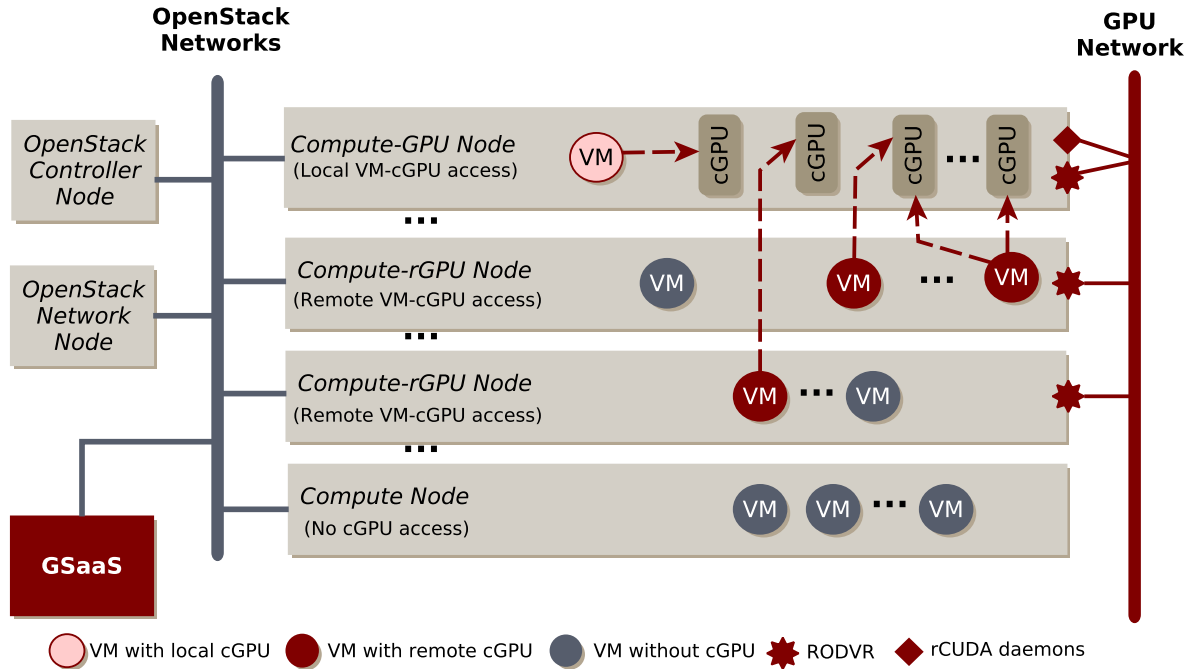 OpenStack
Networks
GPU
Network
OpenStack
Controller
Node
Compute-GPU Node
(Local VM-cGPU access)
VM
cGPU
cGPU
cGPU
...
cGPU
...
OpenStack
Network
Node
Compute-rGPU Node
(Remote VM-cGPU access)
VM
VM
...
VM
...
Compute-rGPU Node
(Remote VM-cGPU access)
VM
...
VM
...
Compute Node
(No cGPU access)
VM
VM
...
VM
GSaaS
VM with local cGPU
VM with remote cGPU
VM without cGPU
RODVR
rCUDA daemons